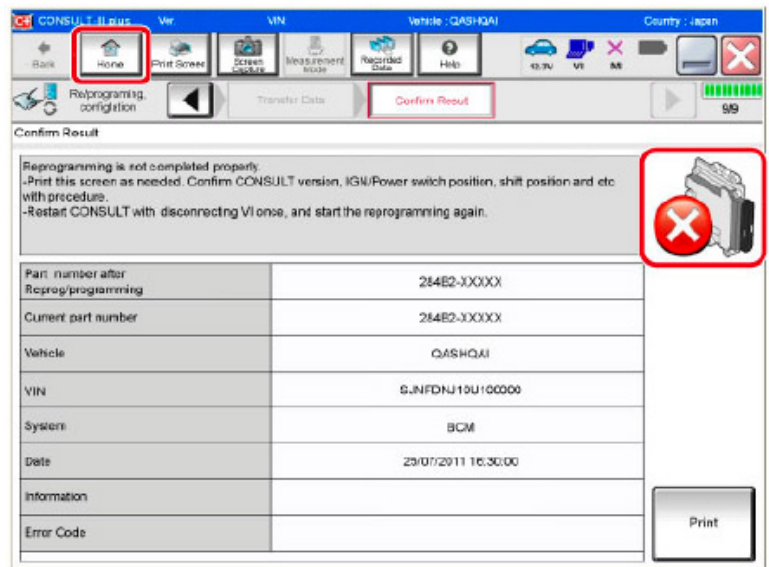 CONSULT-III plus Ver. VIN: Vehicle : QASHQAI Country : Japan
Back Home Print Screen Screen Capture Measurement Mode Recorded Data Help 12.3V VI MI
Re/programing, configlation Transfer Data Confirm Result 9/9
Confirm Result
Reprogramming is not completed properly.
-Print this screen as needed. Confirm CONSULT version, IGN/Power switch position, shift position and etc
with procedure.
-Restart CONSULT with disconnecting VI once, and start the reprogramming again.
Part number after
Reprog/programming
284B2-XXXXX
Current part number
284B2-XXXXX
Vehicle
QASHQAI
VIN
SJNFDNJ10U100000
System
BCM
Date
25/07/2011 16:30:00
Information
Error Code
Print